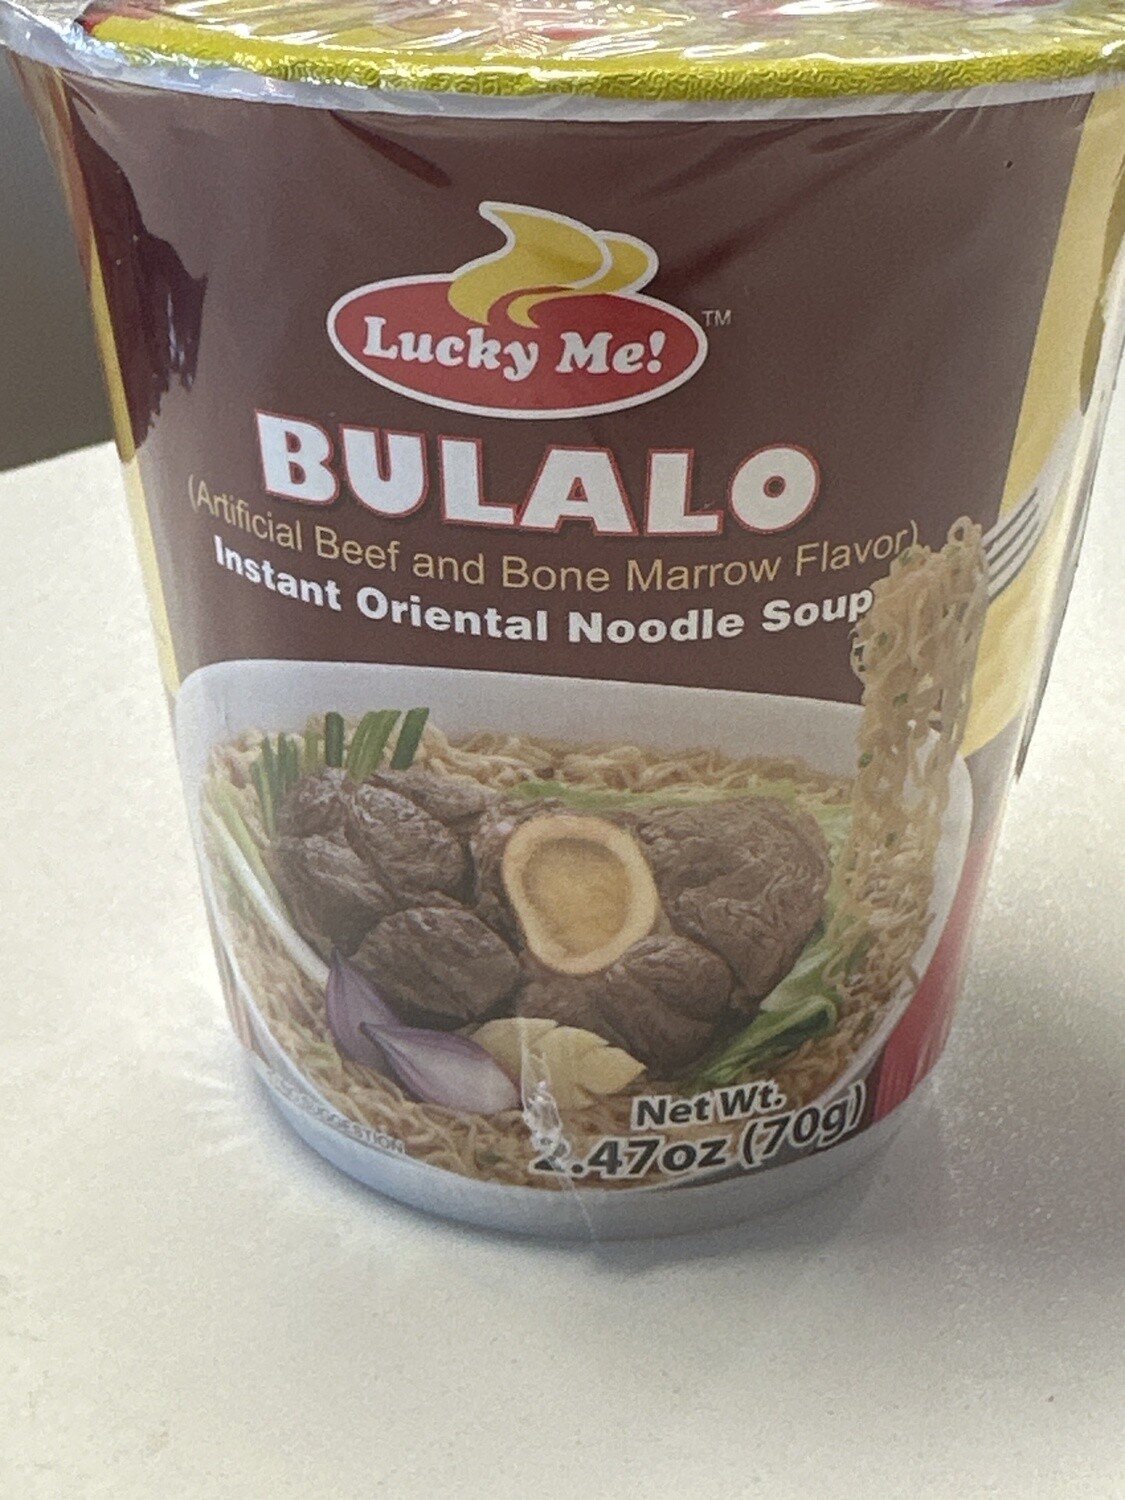 Lucky Me!™
BULALO
(Artificial Beef and Bone Marrow Flavor)
Instant Oriental Noodle Soup
SUGGESTION
Net Wt.
2.47oz (70g)